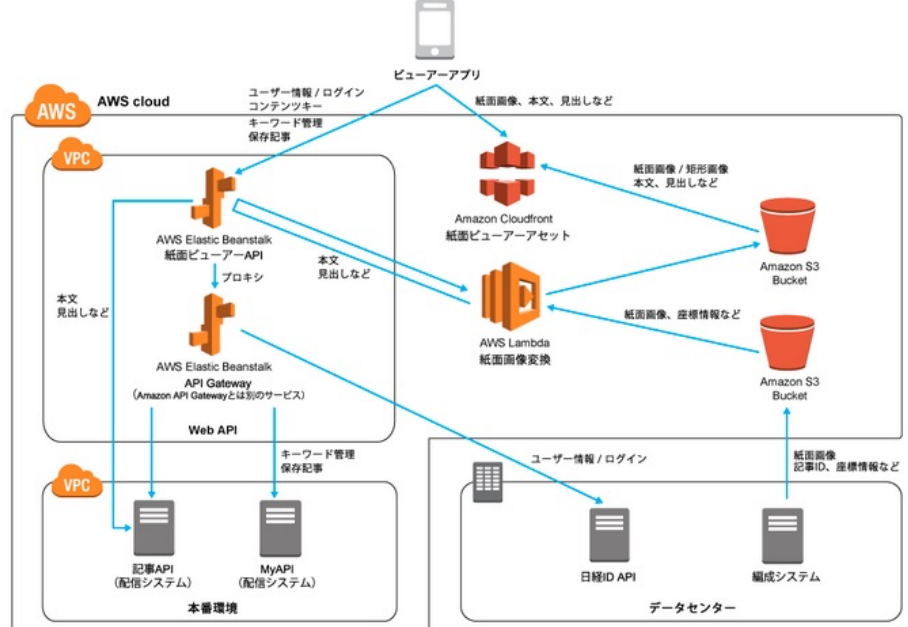 ビューアーアプリ
AWS
AWS cloud
ユーザー情報 / ログイン
コンテンツキー
キーワード管理
保存記事
紙面画像、本文、見出しなど
VPC
紙面画像 / 矩形画像
本文、見出しなど
AWS Elastic Beanstalk
紙面ビューアーAPI
Amazon Cloudfront
紙面ビューアーアセット
Amazon S3
Bucket
プロキシ
本文
見出しなど
本文
見出しなど
紙面画像、座標情報など
AWS Lambda
紙面画像変換
AWS Elastic Beanstalk
API Gateway
（Amazon API Gatewayとは別のサービス）
Amazon S3
Bucket
Web API
キーワード管理
保存記事
ユーザー情報 / ログイン
紙面画像
記事ID、座標情報など
VPC
記事API
（配信システム）
MyAPI
（配信システム）
本番環境
日経ID API
編成システム
データセンター